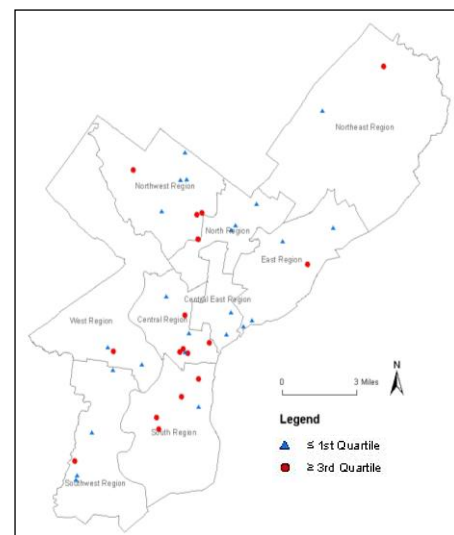 Northeast Region
Northwest Region
North Region
East Region
Central East Region
West Region
Central Region
South Region
Southwest Region
N
0 3 Miles
Legend
≤ 1st Quartile
≥ 3rd Quartile